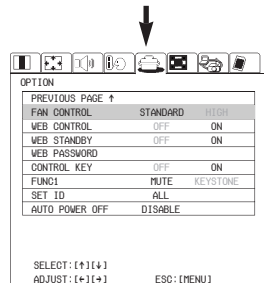 OPTION
PREVIOUS PAGE ↑
FAN CONTROL STANDARD HIGH
WEB CONTROL OFF ON
WEB STANDBY OFF ON
WEB PASSWORD
CONTROL KEY OFF ON
FUNC1 MUTE KEYSTONE
SET ID ALL
AUTO POWER OFF DISABLE
SELECT:[↑][↓]
ADJUST:[←][→] ESC:[MENU]